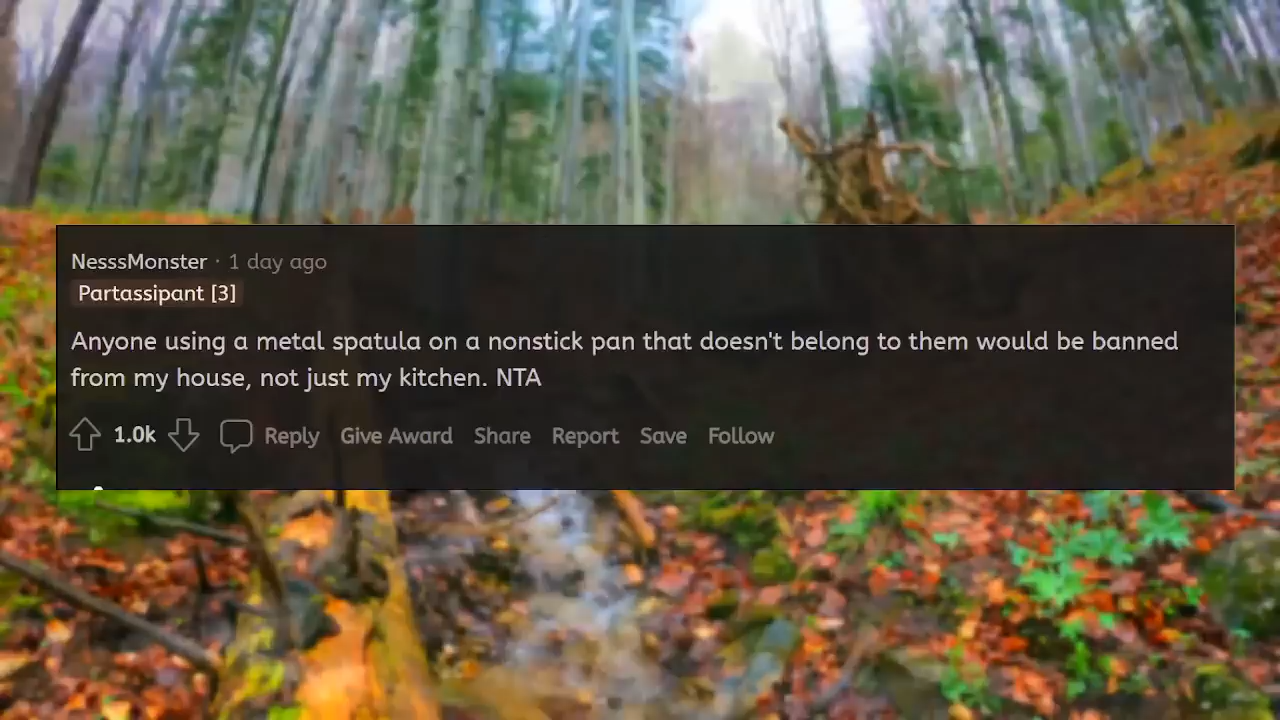 NesssMonster · 1 day ago
Partassipant [3]
Anyone using a metal spatula on a nonstick pan that doesn't belong to them would be banned
from my house, not just my kitchen. NTA
1.0k Reply Give Award Share Report Save Follow